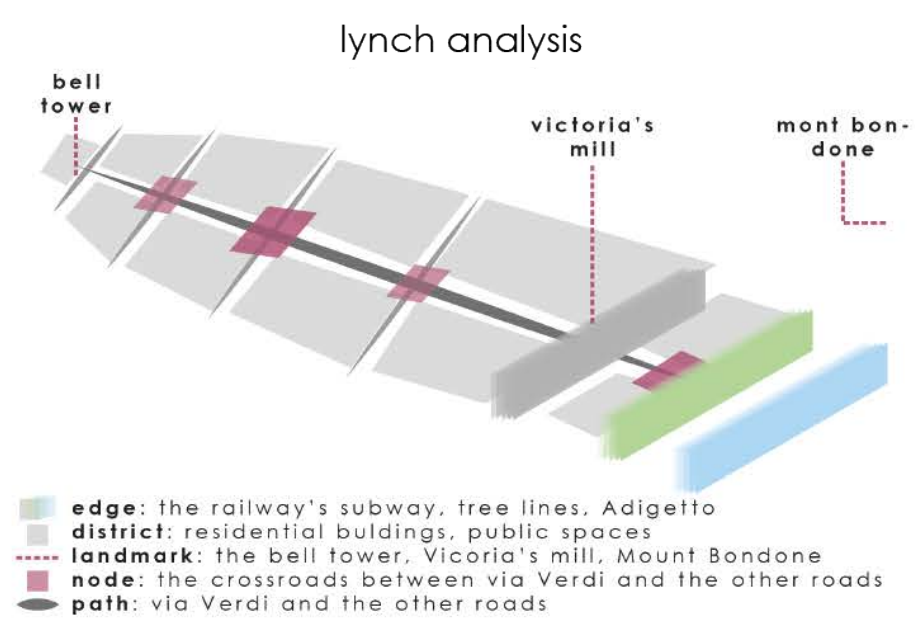 lynch analysis
bell
tower
victoria's
mill
mont bon-
done
edge: the railway's subway, tree lines, Adigetto
district: residential buldings, public spaces
landmark: the bell tower, Vicoria's mill, Mount Bondone
node: the crossroads between via Verdi and the other roads
path: via Verdi and the other roads